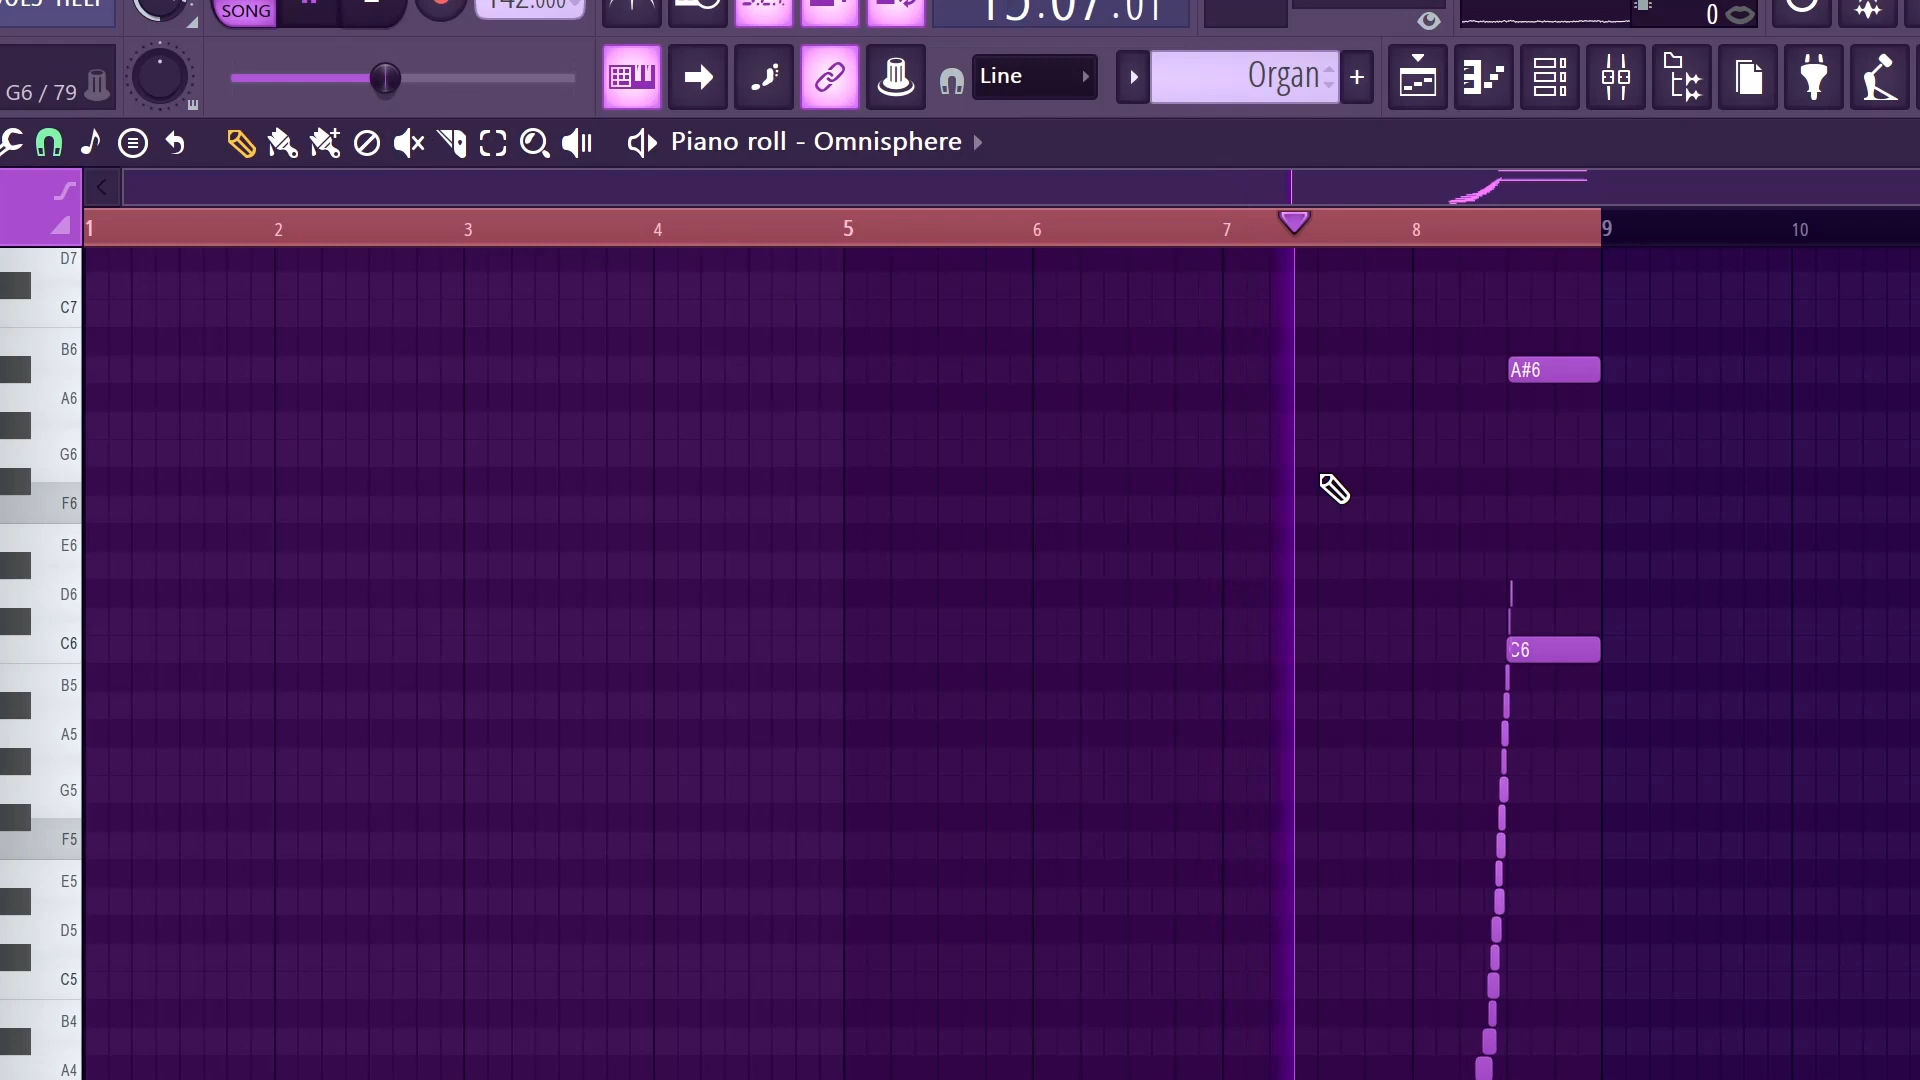 SONG
G6 / 79
0
Line
Organ
+
Piano roll - Omnisphere
1 2 3 4 5 6 7 8 9 10
D7
C7
B6
A6
G6
F6
E6
D6
C6
B5
A5
G5
F5
E5
D5
C5
B4
A4
A#6
C6